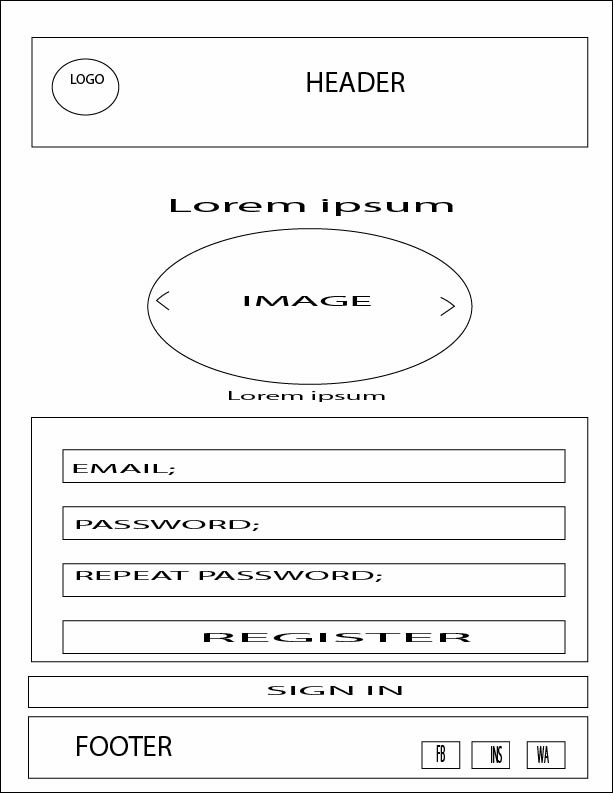 LOGO
HEADER
Lorem ipsum
IMAGE
Lorem ipsum
EMAIL;
PASSWORD;
REPEAT PASSWORD;
REGISTER
SIGN IN
FOOTER
FB INS WA